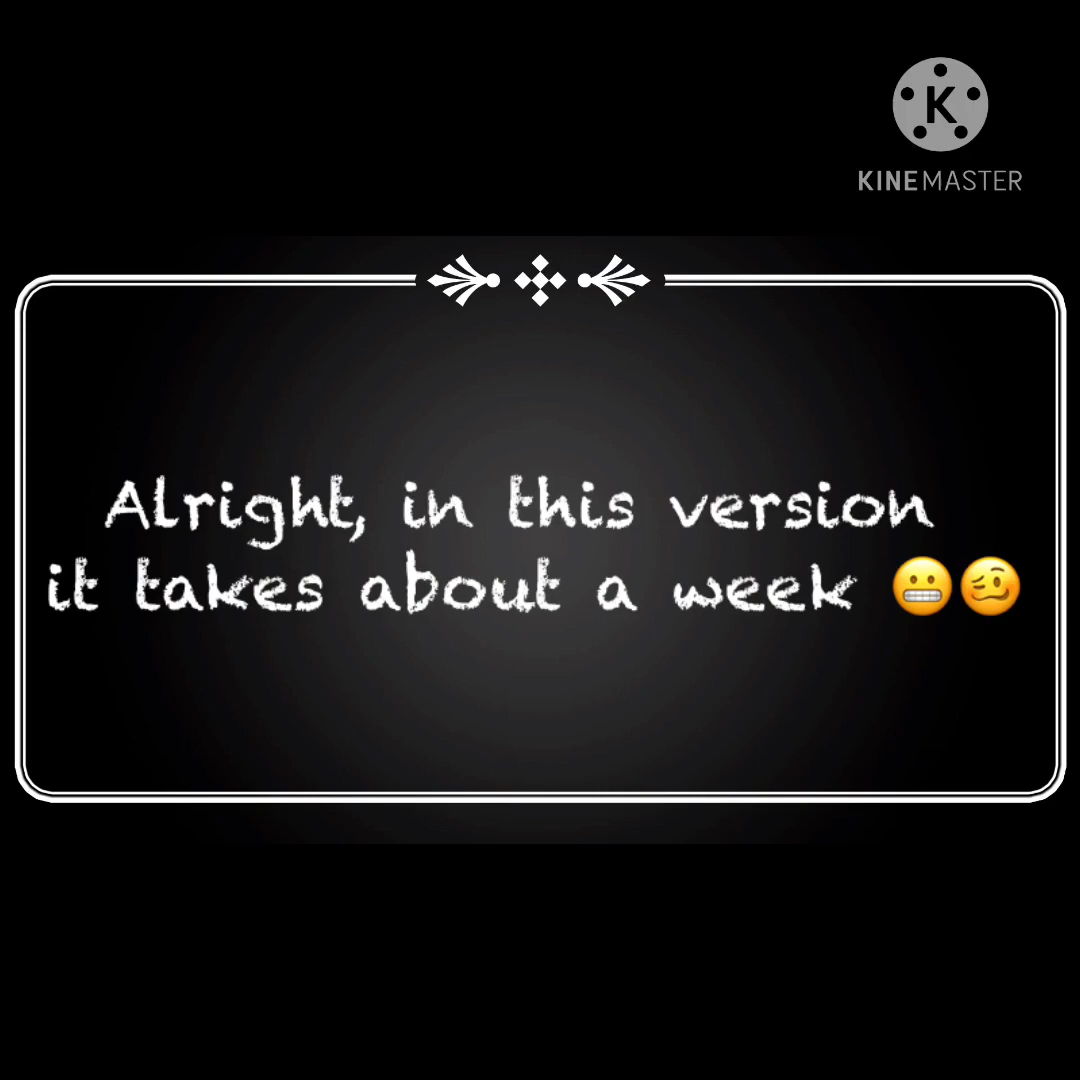 K
KINEMASTER
Alright, in this version
it takes about a week 😬🥴